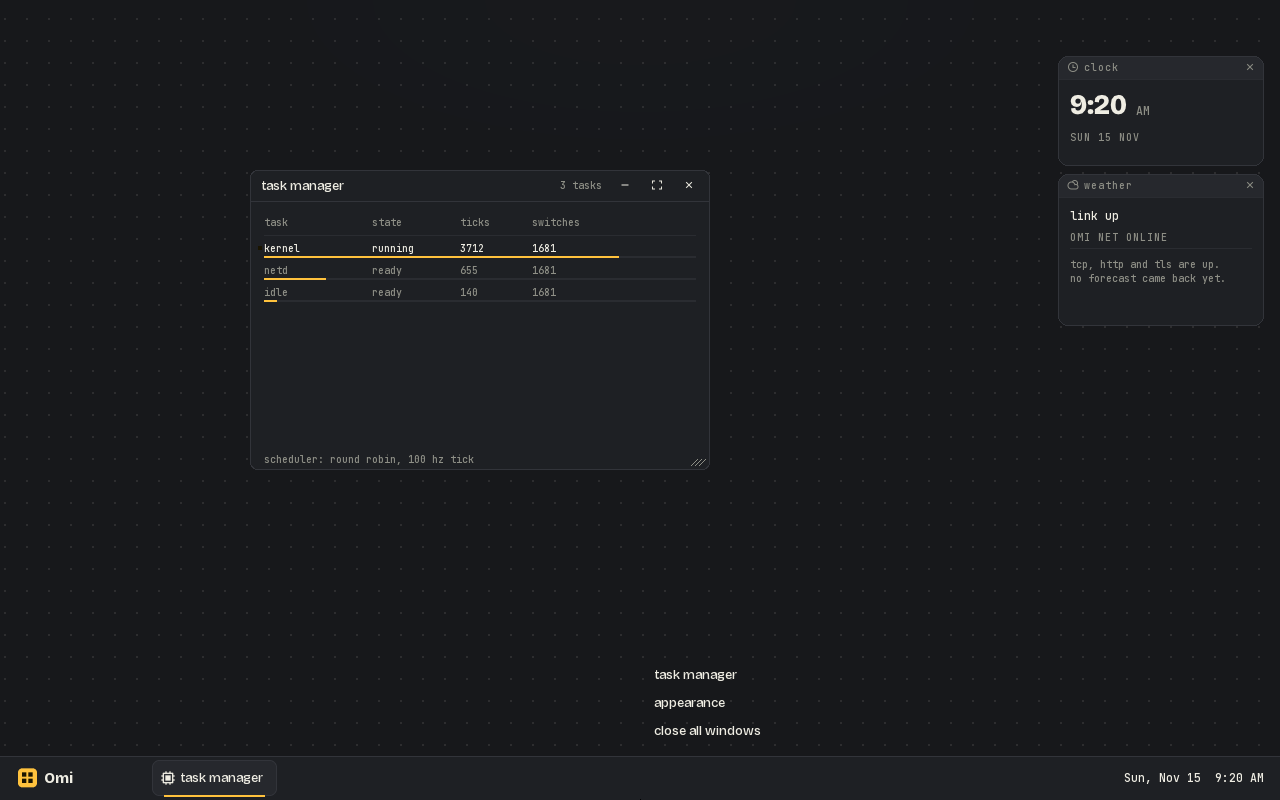 clock
9:20 AM
SUN 15 NOV
weather
link up
OMI NET ONLINE
tcp, http and tls are up.
no forecast came back yet.
task manager 3 tasks
task state ticks switches
kernel running 3712 1681
netd ready 655 1681
idle ready 140 1681
scheduler: round robin, 100 hz tick
task manager
appearance
close all windows
Omi task manager Sun, Nov 15 9:20 AM